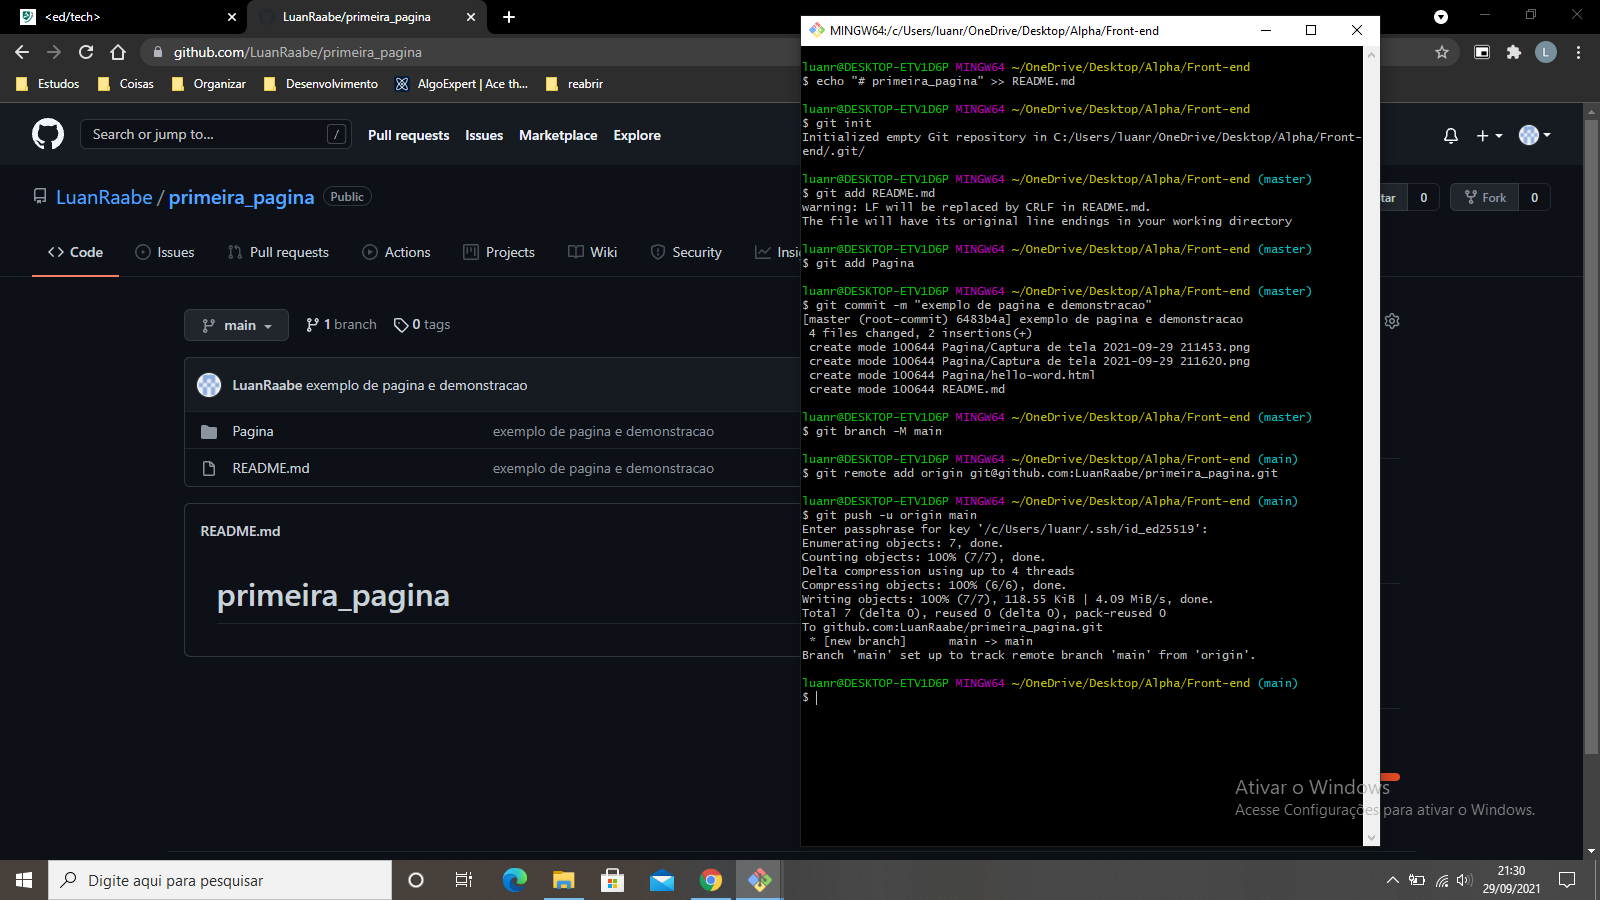 <ed/tech>
LuanRaabe/primeira_pagina
github.com/LuanRaabe/primeira_pagina
L
Estudos
Coisas
Organizar
Desenvolvimento
AlgoExpert | Ace th...
reabrir
Search or jump to...
/
Pull requests
Issues
Marketplace
Explore
LuanRaabe / primeira_pagina
Public
tar
0
Fork
0
Code
Issues
Pull requests
Actions
Projects
Wiki
Security
Insi
main
1 branch
0 tags
LuanRaabe exemplo de pagina e demonstracao
Pagina
exemplo de pagina e demonstracao
README.md
exemplo de pagina e demonstracao
README.md
primeira_pagina
MINGW64:/c/Users/luanr/OneDrive/Desktop/Alpha/Front-end
luanr@DESKTOP-ETV1D6P MINGW64 ~/OneDrive/Desktop/Alpha/Front-end
$ echo "# primeira_pagina" >> README.md
luanr@DESKTOP-ETV1D6P MINGW64 ~/OneDrive/Desktop/Alpha/Front-end
$ git init
Initialized empty Git repository in C:/Users/luanr/OneDrive/Desktop/Alpha/Front-
end/.git/
luanr@DESKTOP-ETV1D6P MINGW64 ~/OneDrive/Desktop/Alpha/Front-end (master)
$ git add README.md
warning: LF will be replaced by CRLF in README.md.
The file will have its original line endings in your working directory
luanr@DESKTOP-ETV1D6P MINGW64 ~/OneDrive/Desktop/Alpha/Front-end (master)
$ git add Pagina
luanr@DESKTOP-ETV1D6P MINGW64 ~/OneDrive/Desktop/Alpha/Front-end (master)
$ git commit -m "exemplo de pagina e demonstracao"
[master (root-commit) 6483b4a] exemplo de pagina e demonstracao
4 files changed, 2 insertions(+)
create mode 100644 Pagina/Captura de tela 2021-09-29 211453.png
create mode 100644 Pagina/Captura de tela 2021-09-29 211620.png
create mode 100644 Pagina/hello-word.html
create mode 100644 README.md
luanr@DESKTOP-ETV1D6P MINGW64 ~/OneDrive/Desktop/Alpha/Front-end (master)
$ git branch -M main
luanr@DESKTOP-ETV1D6P MINGW64 ~/OneDrive/Desktop/Alpha/Front-end (main)
$ git remote add origin git@github.com:LuanRaabe/primeira_pagina.git
luanr@DESKTOP-ETV1D6P MINGW64 ~/OneDrive/Desktop/Alpha/Front-end (main)
$ git push -u origin main
Enter passphrase for key '/c/Users/luanr/.ssh/id_ed25519':
Enumerating objects: 7, done.
Counting objects: 100% (7/7), done.
Delta compression using up to 4 threads
Compressing objects: 100% (6/6), done.
Writing objects: 100% (7/7), 118.55 KiB | 4.09 MiB/s, done.
Total 7 (delta 0), reused 0 (delta 0), pack-reused 0
To github.com:LuanRaabe/primeira_pagina.git
* [new branch]      main -> main
Branch 'main' set up to track remote branch 'main' from 'origin'.
luanr@DESKTOP-ETV1D6P MINGW64 ~/OneDrive/Desktop/Alpha/Front-end (main)
$
Ativar o Windows
Acesse Configurações para ativar o Windows.
Digite aqui para pesquisar
21:30
29/09/2021